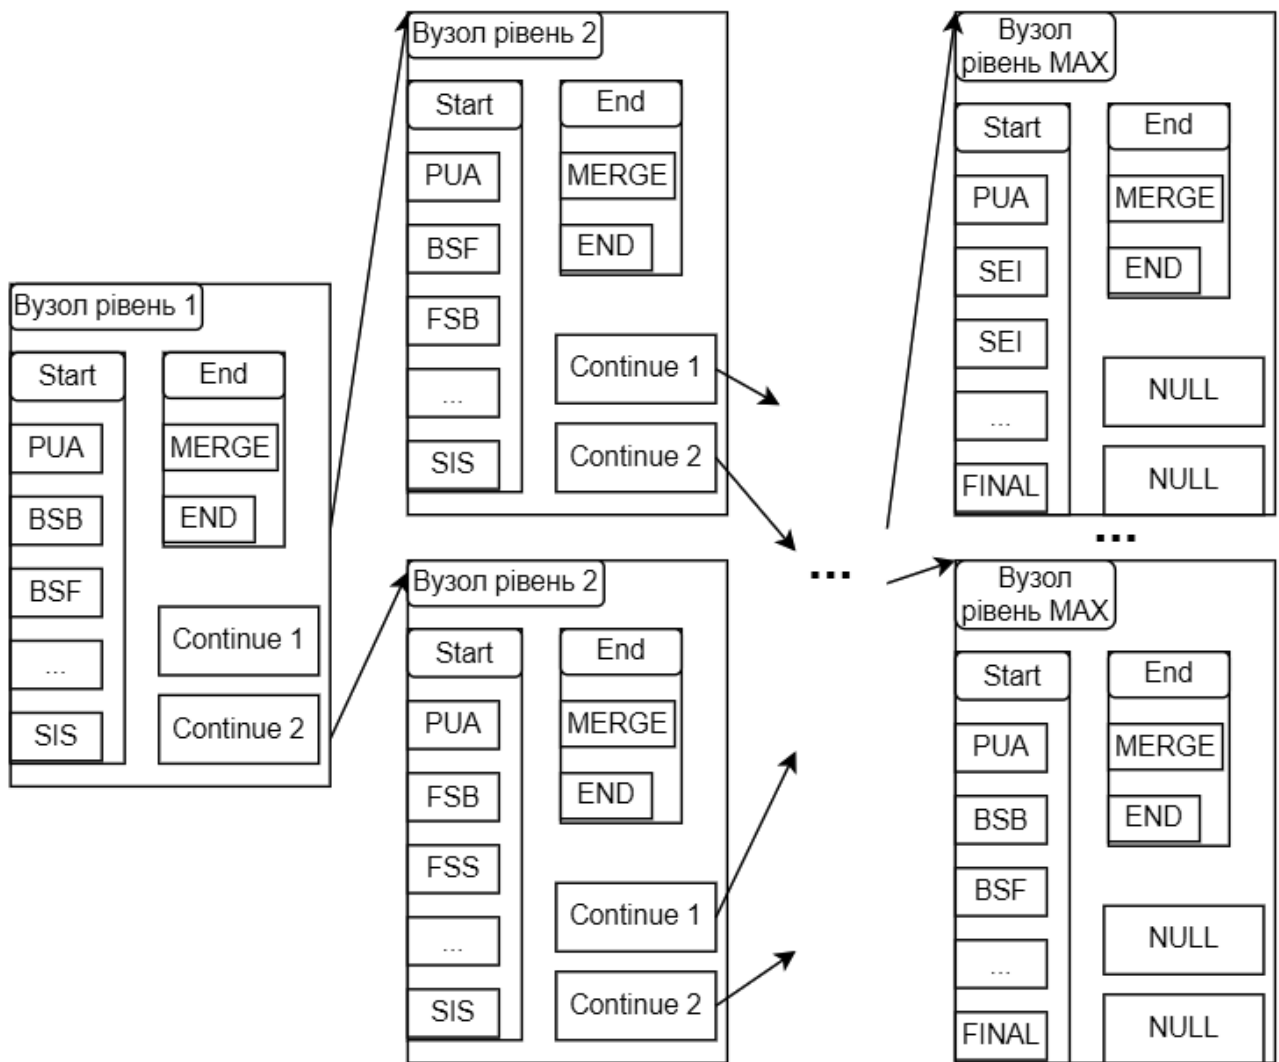 Вузол рівень 1
Start
PUA
BSB
BSF
...
SIS
End
MERGE
END
Continue 1
Continue 2
Вузол рівень 2
Start
PUA
BSF
FSB
...
SIS
End
MERGE
END
Continue 1
Continue 2
Вузол рівень 2
Start
PUA
FSB
FSS
...
SIS
End
MERGE
END
Continue 1
Continue 2
...
Вузол
рівень MAX
Start
PUA
SEI
SEI
...
FINAL
End
MERGE
END
NULL
NULL
...
Вузол
рівень MAX
Start
PUA
BSB
BSF
...
FINAL
End
MERGE
END
NULL
NULL